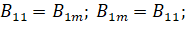 B₁₁ = B₁ₘ; B₁ₘ = B₁₁;